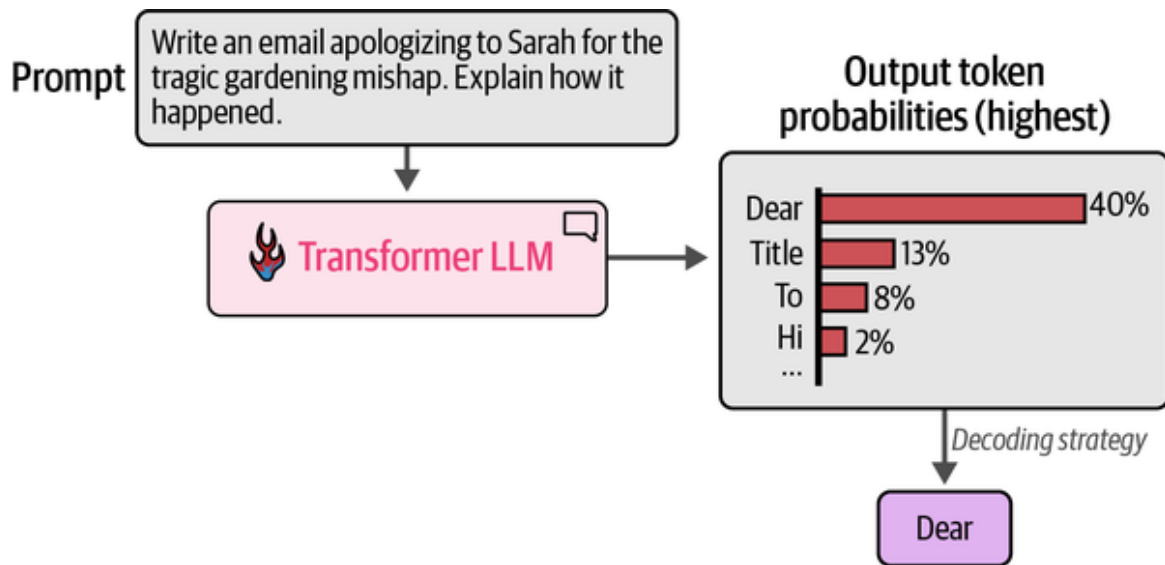 Prompt
Write an email apologizing to Sarah for the
tragic gardening mishap. Explain how it
happened.
Transformer LLM
Output token
probabilities (highest)
Dear 40%
Title 13%
To 8%
Hi 2%
...
Decoding strategy
Dear